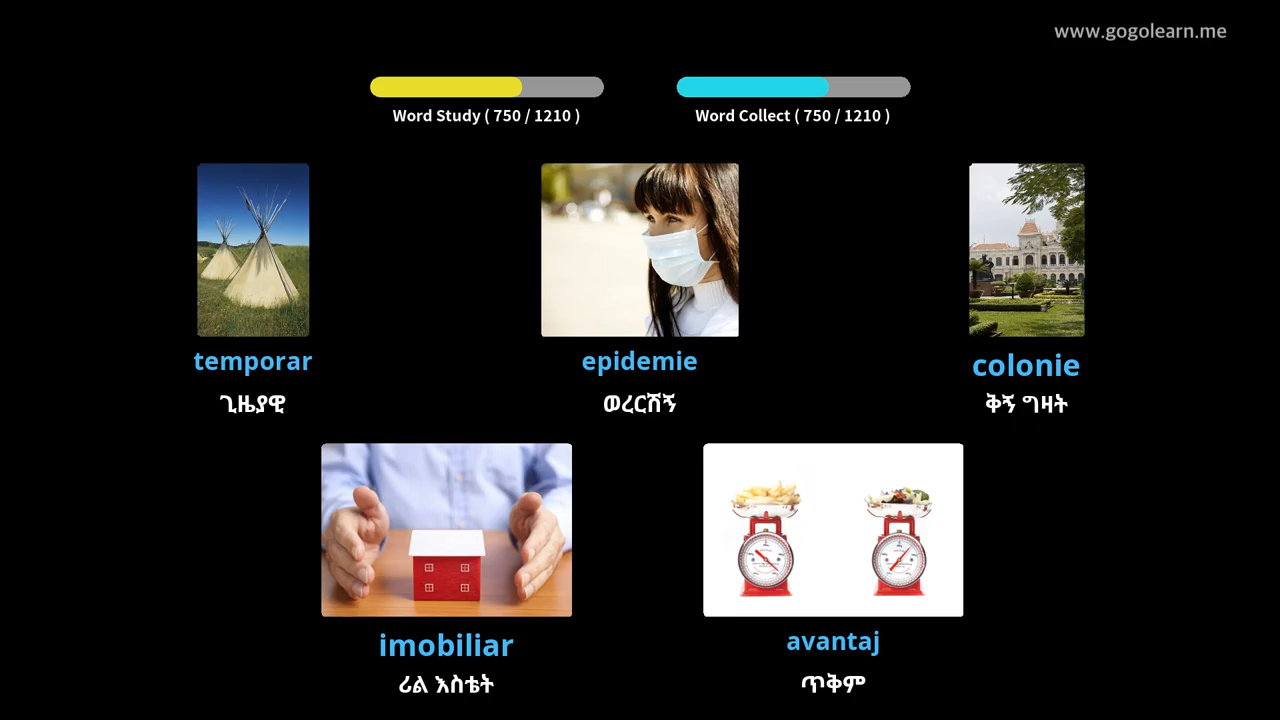 www.gogolearn.me
Word Study ( 750 / 1210 )
Word Collect ( 750 / 1210 )
temporar
ጊዜያዊ
epidemie
ወረርሽኝ
colonie
ቅኝ ግዛት
imobiliar
ሪል እስቴት
avantaj
ጥቅም